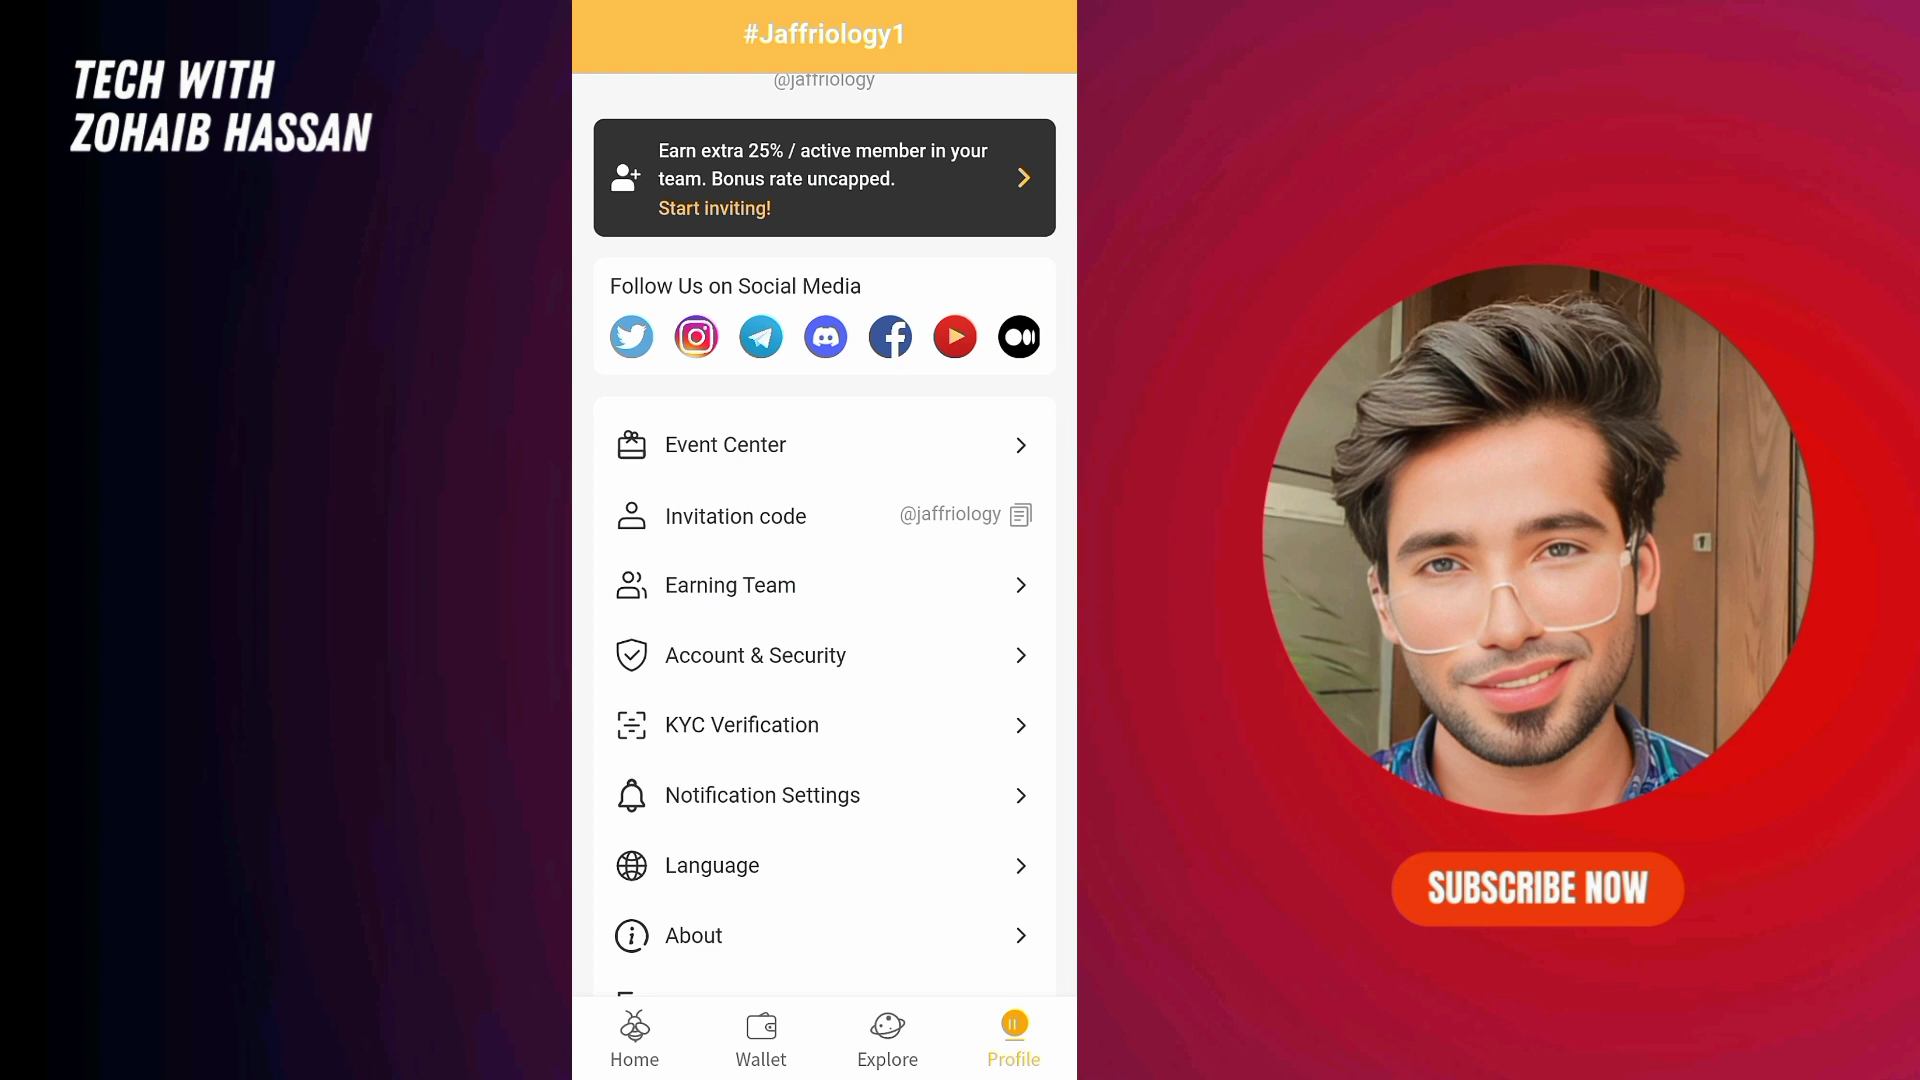 TECH WITH
ZOHAIB HASSAN
#Jaffriology1
@jaffriology
Earn extra 25% / active member in your
team. Bonus rate uncapped.
Start inviting!
Follow Us on Social Media
Event Center
Invitation code @jaffriology
Earning Team
Account & Security
KYC Verification
Notification Settings
Language
About
Home Wallet Explore Profile
SUBSCRIBE NOW